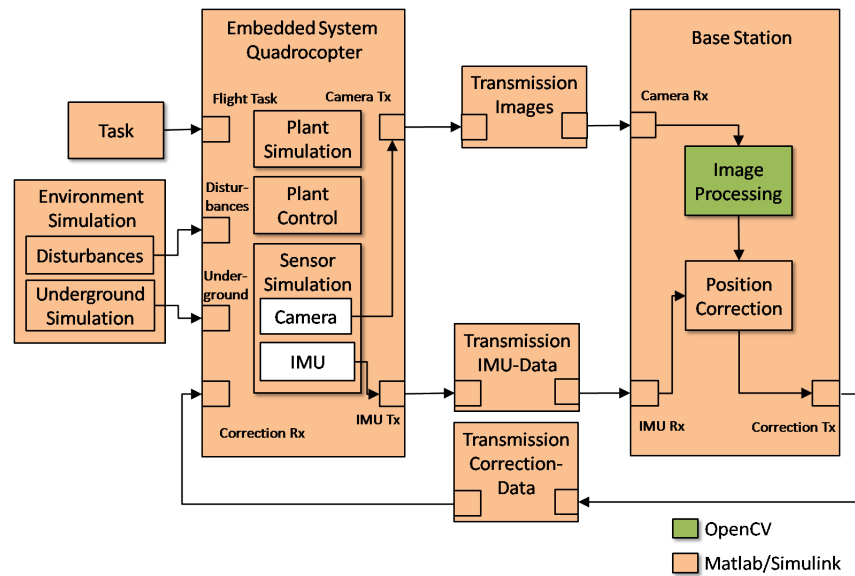 Embedded System
Quadrocopter
Base Station
Transmission
Images
Flight Task
Camera Tx
Camera Rx
Task
Plant
Simulation
Image
Processing
Environment
Simulation
Disturbances
Underground
Simulation
Distur-
bances
Plant
Control
Under-
ground
Sensor
Simulation
Camera
IMU
Position
Correction
Transmission
IMU-Data
Correction Rx
IMU Tx
IMU Rx
Correction Tx
Transmission
Correction-
Data
OpenCV
Matlab/Simulink